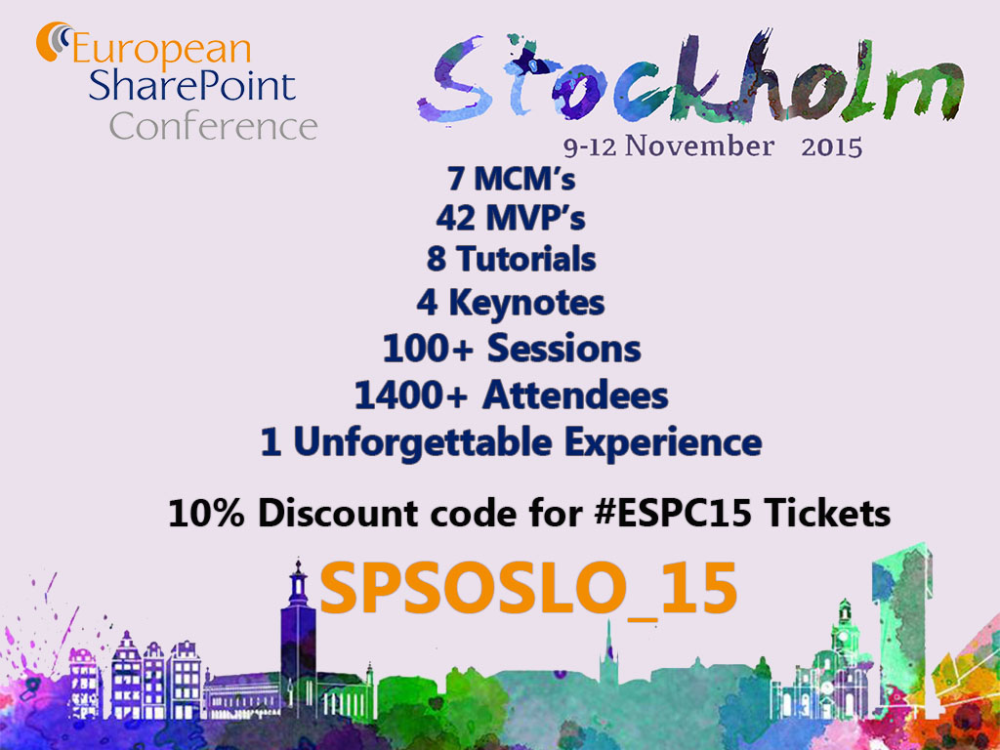 European
SharePoint
Conference
Stockholm
9-12 November 2015
7 MCM’s
42 MVP’s
8 Tutorials
4 Keynotes
100+ Sessions
1400+ Attendees
1 Unforgettable Experience
10% Discount code for #ESPC15 Tickets
SPSOSLO_15